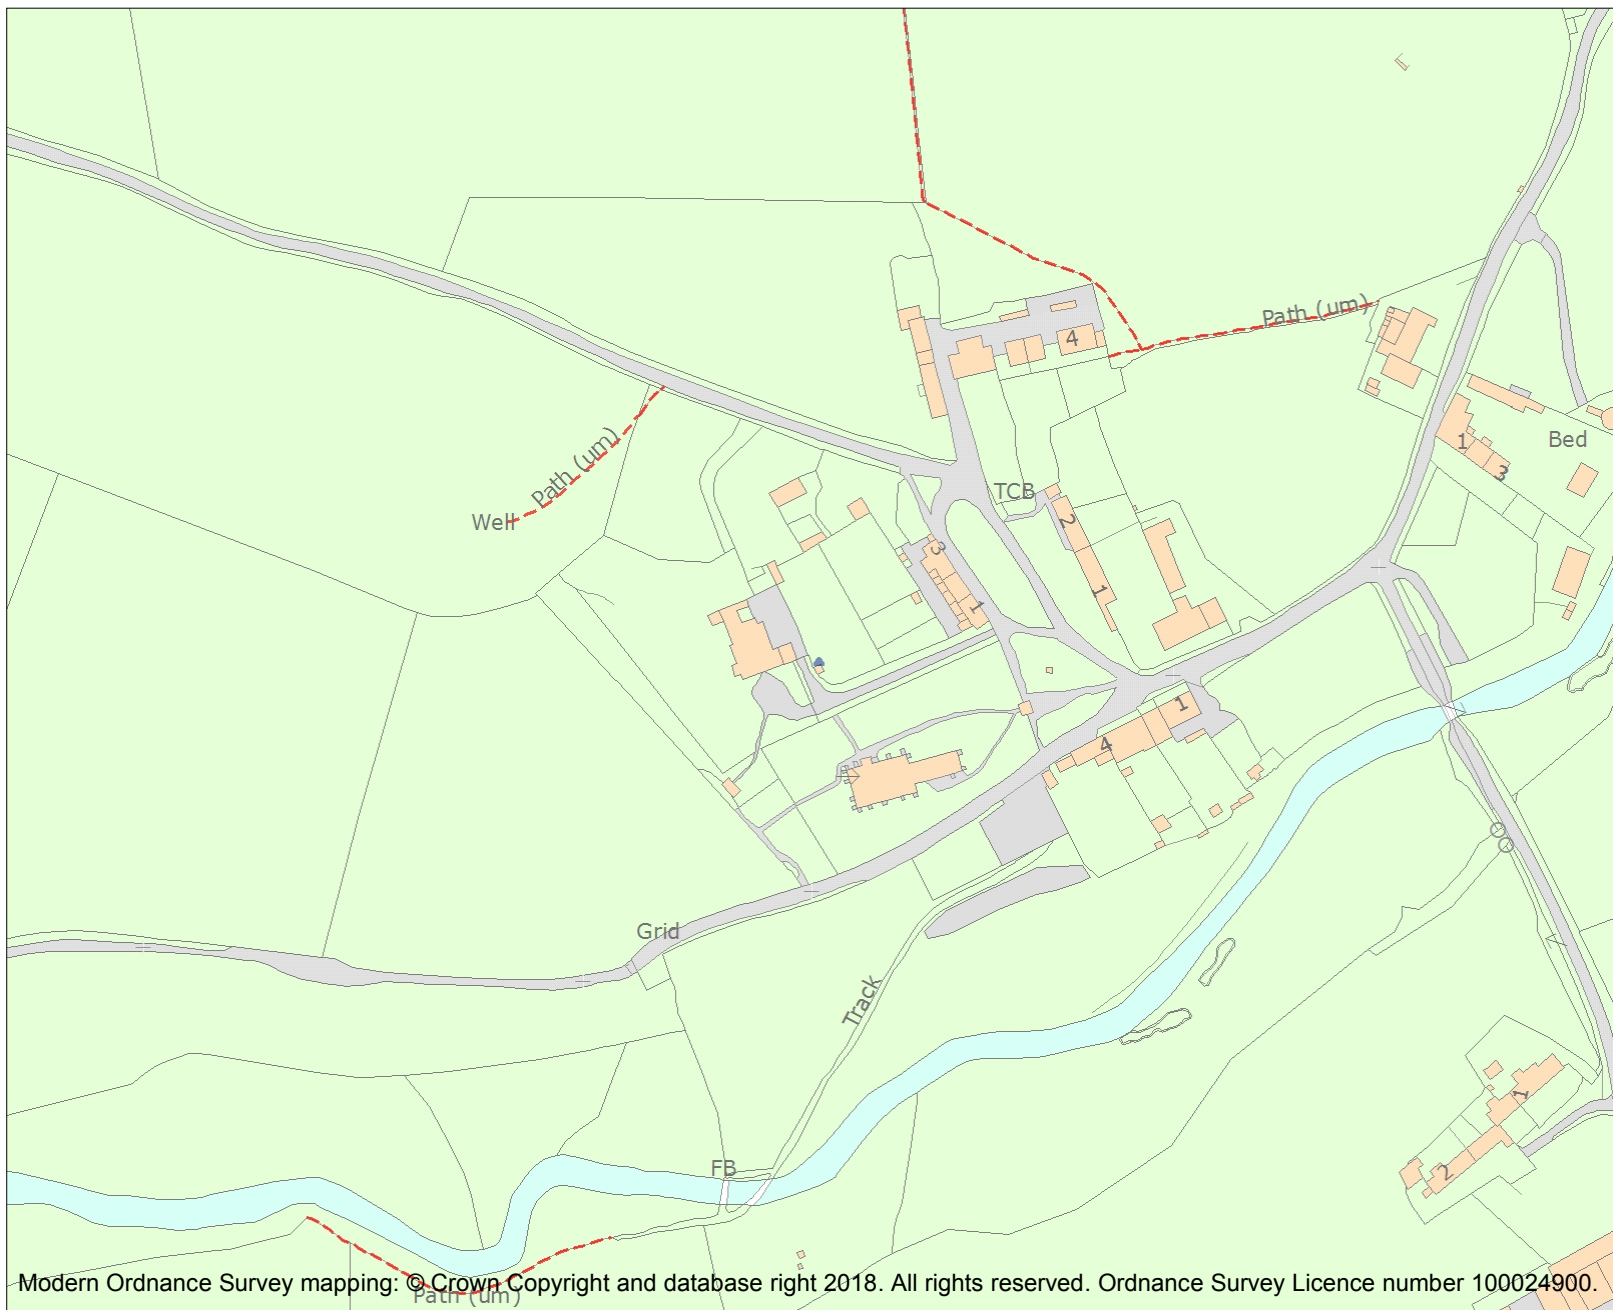 Path (um)
4
Path (um)
Well
TCB
Bed
1
3
2
1
3
1
1
4
Grid
Track
1
2
FB
Path (um)
Modern Ordnance Survey mapping: © Crown Copyright and database right 2018. All rights reserved. Ordnance Survey Licence number 100024900.